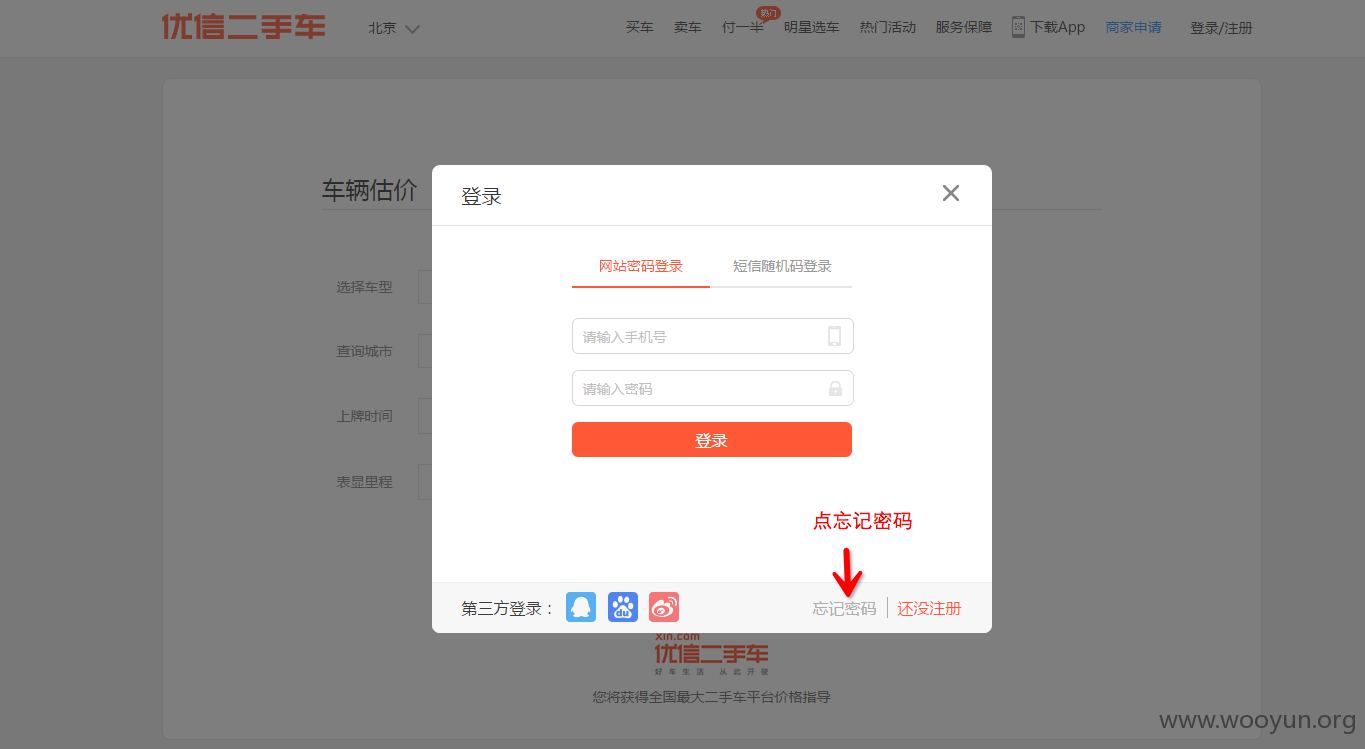 优信二手车 北京 买车 卖车 付一半 热门 明星选车 热门活动 服务保障 下载App 商家申请 登录/注册
车辆估价
登录
网站密码登录 短信随机码登录
选择车型
请输入手机号
查询城市
请输入密码
上牌时间
登录
表显里程
点忘记密码
第三方登录： du 忘记密码 还没注册
xin.com
优信二手车
好车生活 从此开始
您将获得全国最大二手车平台价格指导
www.wooyun.org